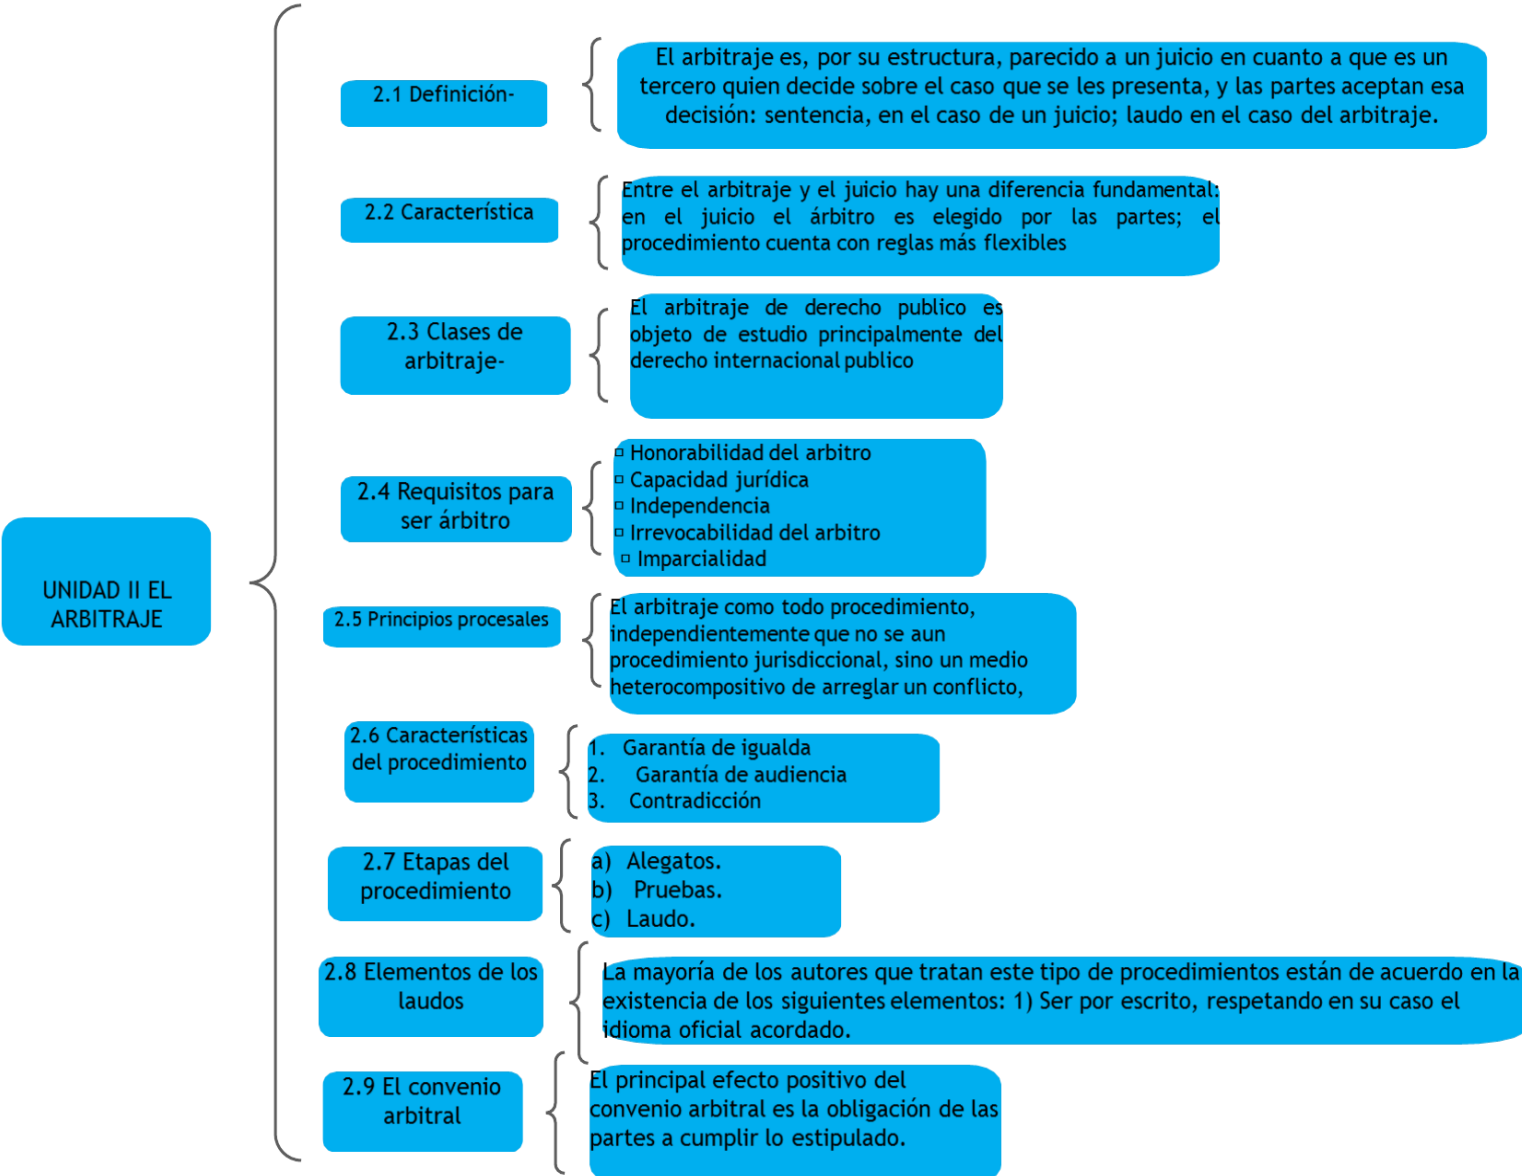 UNIDAD II EL
ARBITRAJE
2.1 Definición-
El arbitraje es, por su estructura, parecido a un juicio en cuanto a que es un
tercero quien decide sobre el caso que se les presenta, y las partes aceptan esa
decisión: sentencia, en el caso de un juicio; laudo en el caso del arbitraje.
2.2 Característica
Entre el arbitraje y el juicio hay una diferencia fundamental:
en el juicio el árbitro es elegido por las partes; el
procedimiento cuenta con reglas más flexibles
2.3 Clases de
arbitraje-
El arbitraje de derecho publico es
objeto de estudio principalmente del
derecho internacional publico
2.4 Requisitos para
ser árbitro
Honorabilidad del arbitro
Capacidad jurídica
Independencia
Irrevocabilidad del arbitro
Imparcialidad
2.5 Principios procesales
El arbitraje como todo procedimiento,
independientemente que no se aun
procedimiento jurisdiccional, sino un medio
heterocompositivo de arreglar un conflicto,
2.6 Características
del procedimiento
1. Garantía de igualda
2. Garantía de audiencia
3. Contradicción
2.7 Etapas del
procedimiento
a) Alegatos.
b) Pruebas.
c) Laudo.
2.8 Elementos de los
laudos
La mayoría de los autores que tratan este tipo de procedimientos están de acuerdo en la
existencia de los siguientes elementos: 1) Ser por escrito, respetando en su caso el
idioma oficial acordado.
2.9 El convenio
arbitral
El principal efecto positivo del
convenio arbitral es la obligación de las
partes a cumplir lo estipulado.